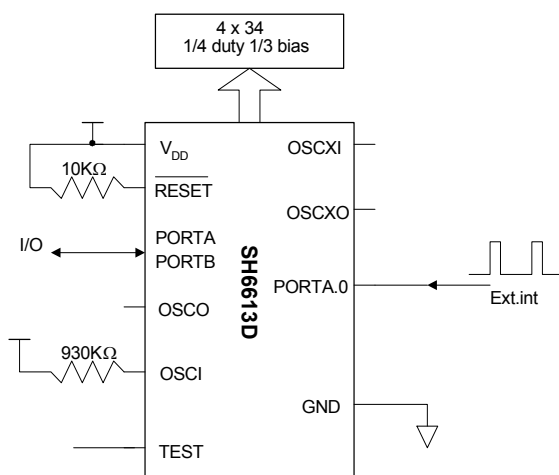 4 x 34
1/4 duty 1/3 bias
VDD
OSCXI
10KΩ
RESET
OSCXO
I/O
PORTA
PORTB
SH6613D
PORTA.0
Ext.int
OSCO
930KΩ
OSCI
GND
TEST